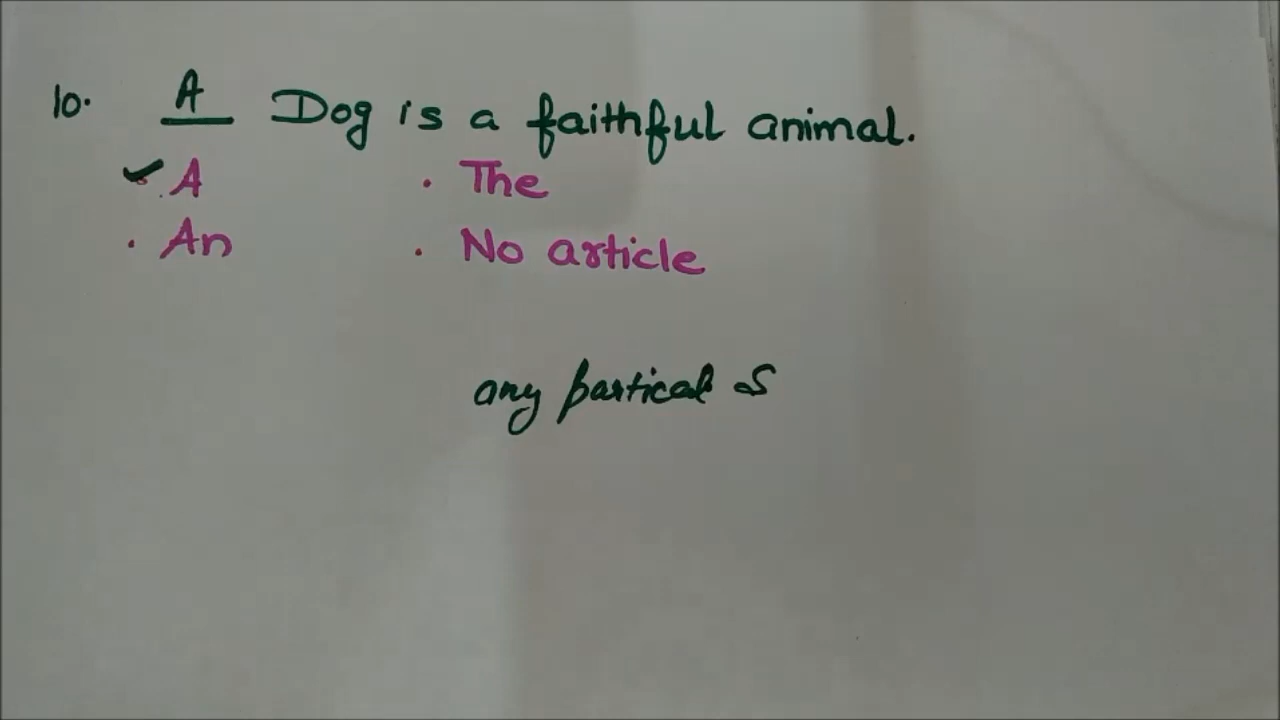 10. A Dog is a faithful animal.
✓ A · The
· An · No article
any partical S